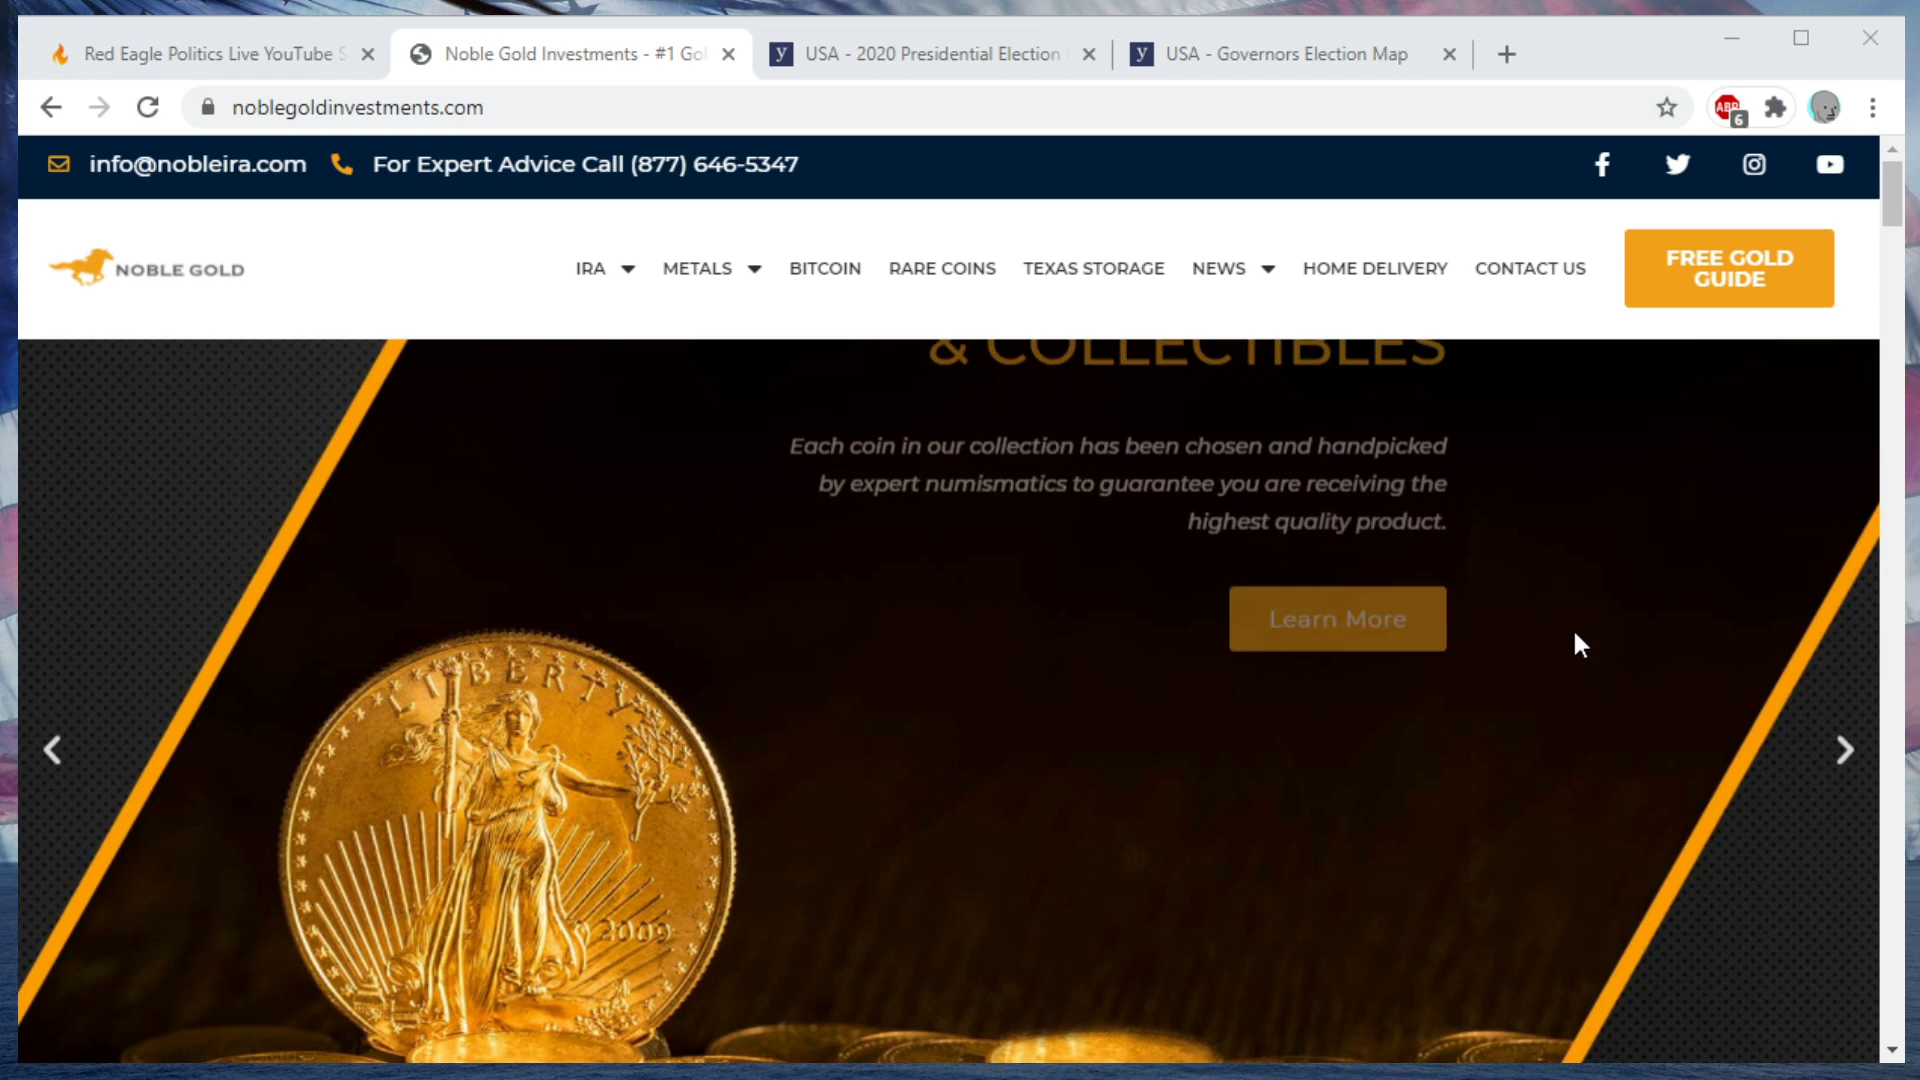 Red Eagle Politics Live YouTube S
Noble Gold Investments - #1 Gol
y USA - 2020 Presidential Election
y USA - Governors Election Map
noblegoldinvestments.com
ABP
6
info@nobleira.com
For Expert Advice Call (877) 646-5347
NOBLE GOLD
IRA
METALS
BITCOIN
RARE COINS
TEXAS STORAGE
NEWS
HOME DELIVERY
CONTACT US
FREE GOLD
GUIDE
& COLLECTIBLES
Each coin in our collection has been chosen and handpicked
by expert numismatics to guarantee you are receiving the
highest quality product.
Learn More
LIBERTY
2009